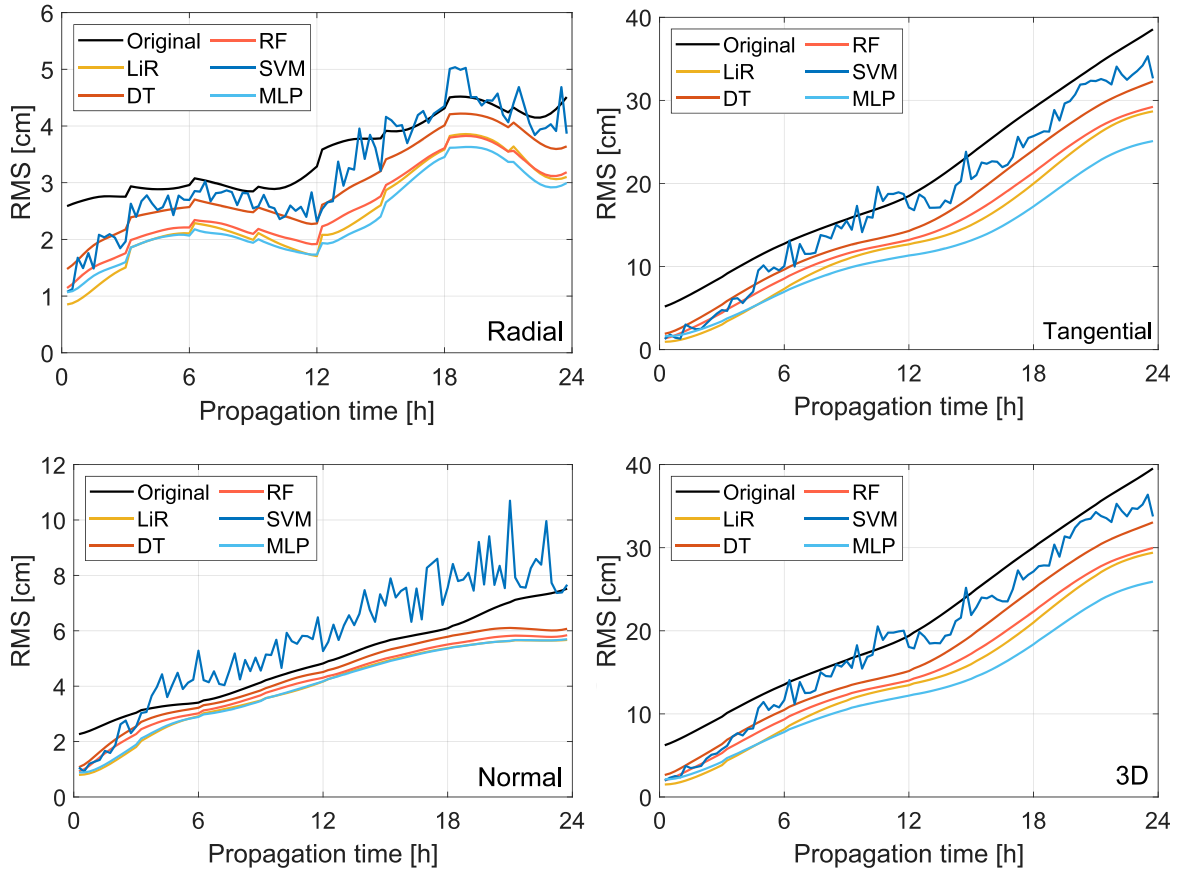 6
5
4
3
2
1
0
RMS [cm]
Original
LiR
DT
RF
SVM
MLP
Radial
0
6
12
18
24
Propagation time [h]
40
30
20
10
0
RMS [cm]
Original
LiR
DT
RF
SVM
MLP
Tangential
0
6
12
18
24
Propagation time [h]
12
10
8
6
4
2
0
RMS [cm]
Original
LiR
DT
RF
SVM
MLP
Normal
0
6
12
18
24
Propagation time [h]
40
30
20
10
0
RMS [cm]
Original
LiR
DT
RF
SVM
MLP
3D
0
6
12
18
24
Propagation time [h]